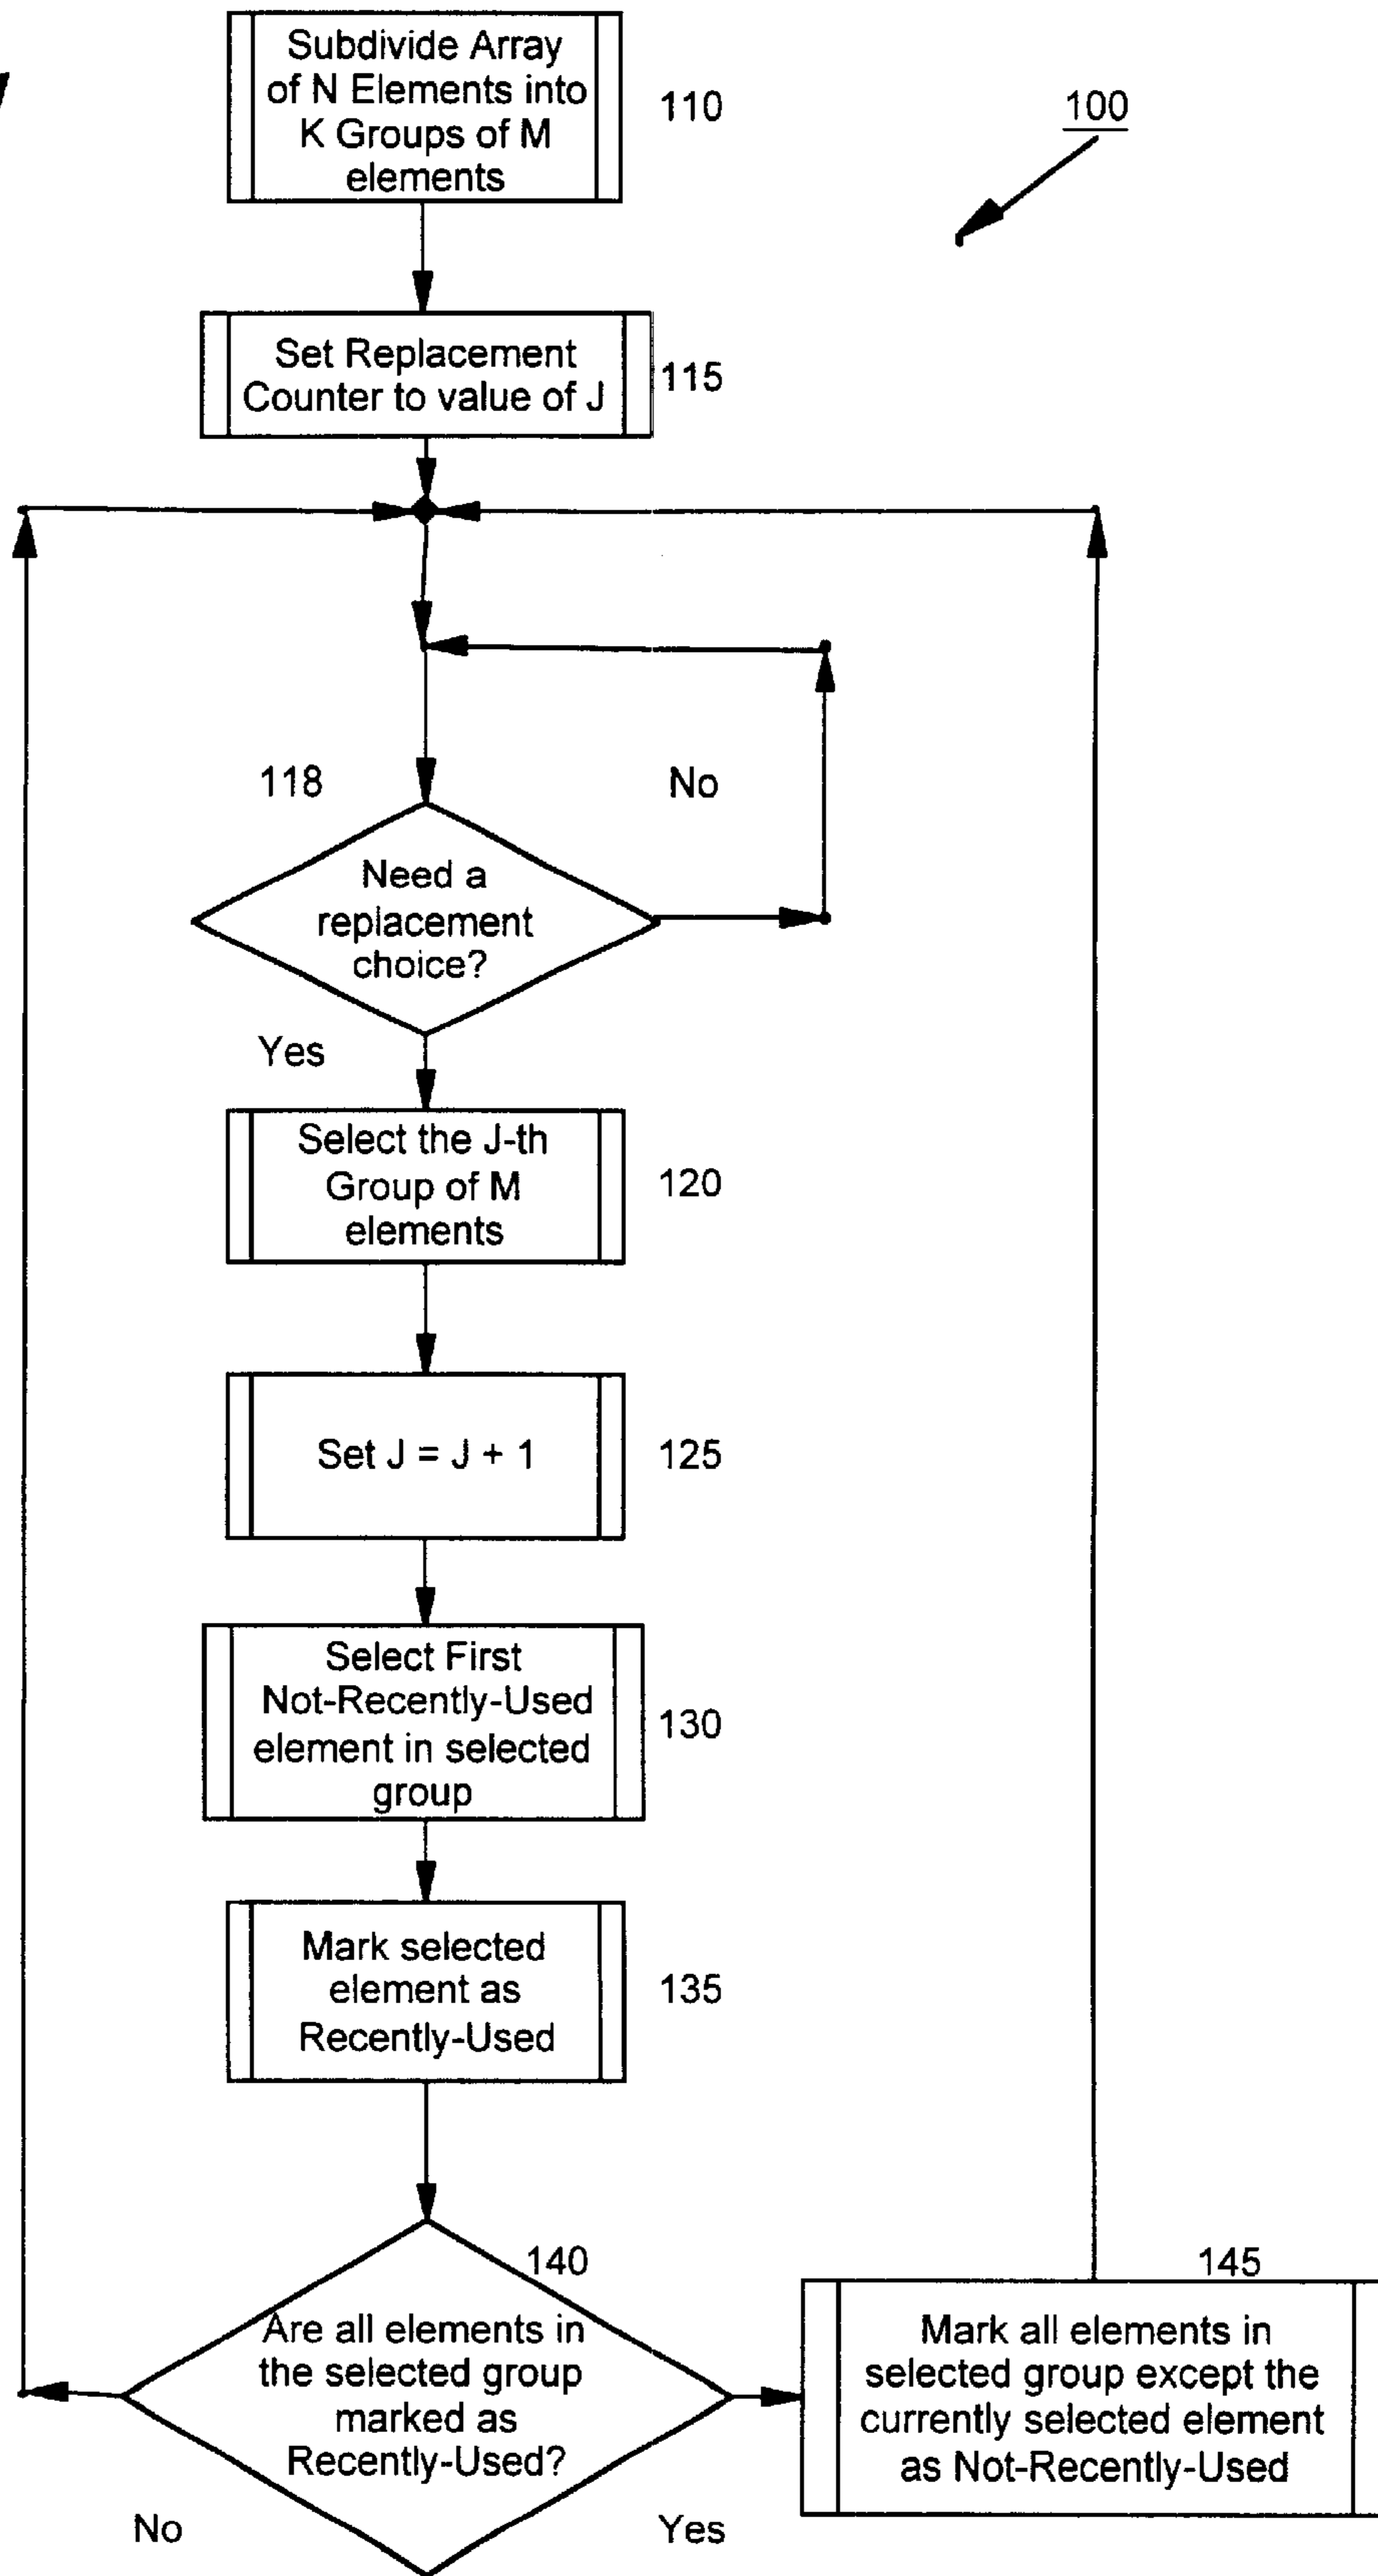 Subdivide Array
of N Elements into
K Groups of M
elements
110
100
Set Replacement
Counter to value of J
115
118
No
Need a
replacement
choice?
Yes
Select the J-th
Group of M
elements
120
Set J = J + 1
125
Select First
Not-Recently-Used
element in selected
group
130
Mark selected
element as
Recently-Used
135
140
Are all elements in
the selected group
marked as
Recently-Used?
145
Mark all elements in
selected group except the
currently selected element
as Not-Recently-Used
No
Yes